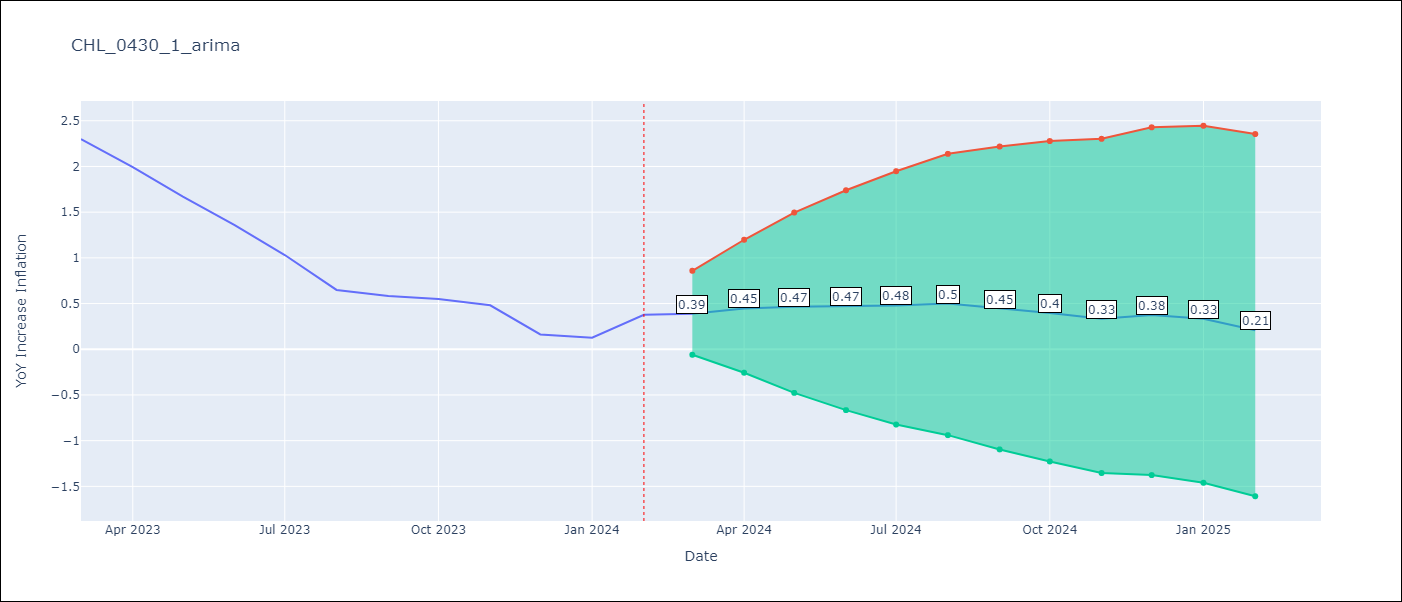 CHL_0430_1_arima
YoY Increase Inflation
2.5
2
1.5
1
0.5
0
−0.5
−1
−1.5
0.39 0.45 0.47 0.47 0.48 0.5 0.45 0.4 0.33 0.38 0.33 0.21
Apr 2023 Jul 2023 Oct 2023 Jan 2024 Apr 2024 Jul 2024 Oct 2024 Jan 2025
Date